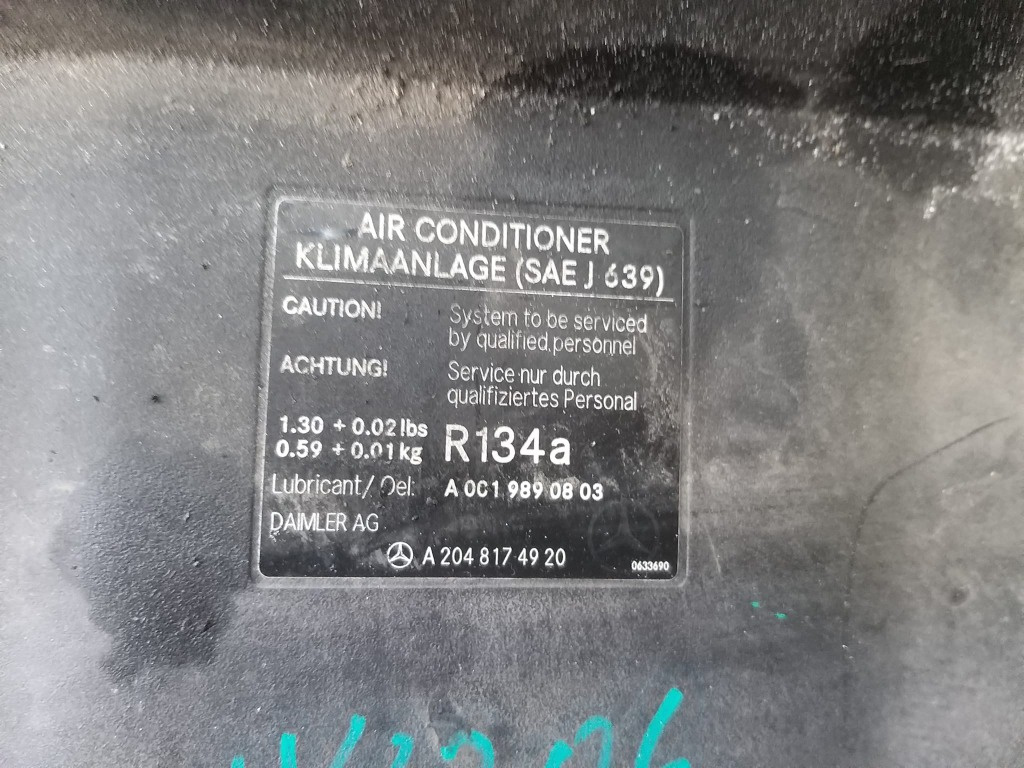 AIR CONDITIONER
KLIMAANLAGE (SAE J 639)
CAUTION! System to be serviced
by qualified personnel
ACHTUNG! Service nur durch
qualifiziertes Personal
1.30 + 0.02 lbs
0.59 + 0.01 kg R134a
Lubricant/ Oel: A 001 989 08 03
DAIMLER AG
A 204 817 49 20 0633690